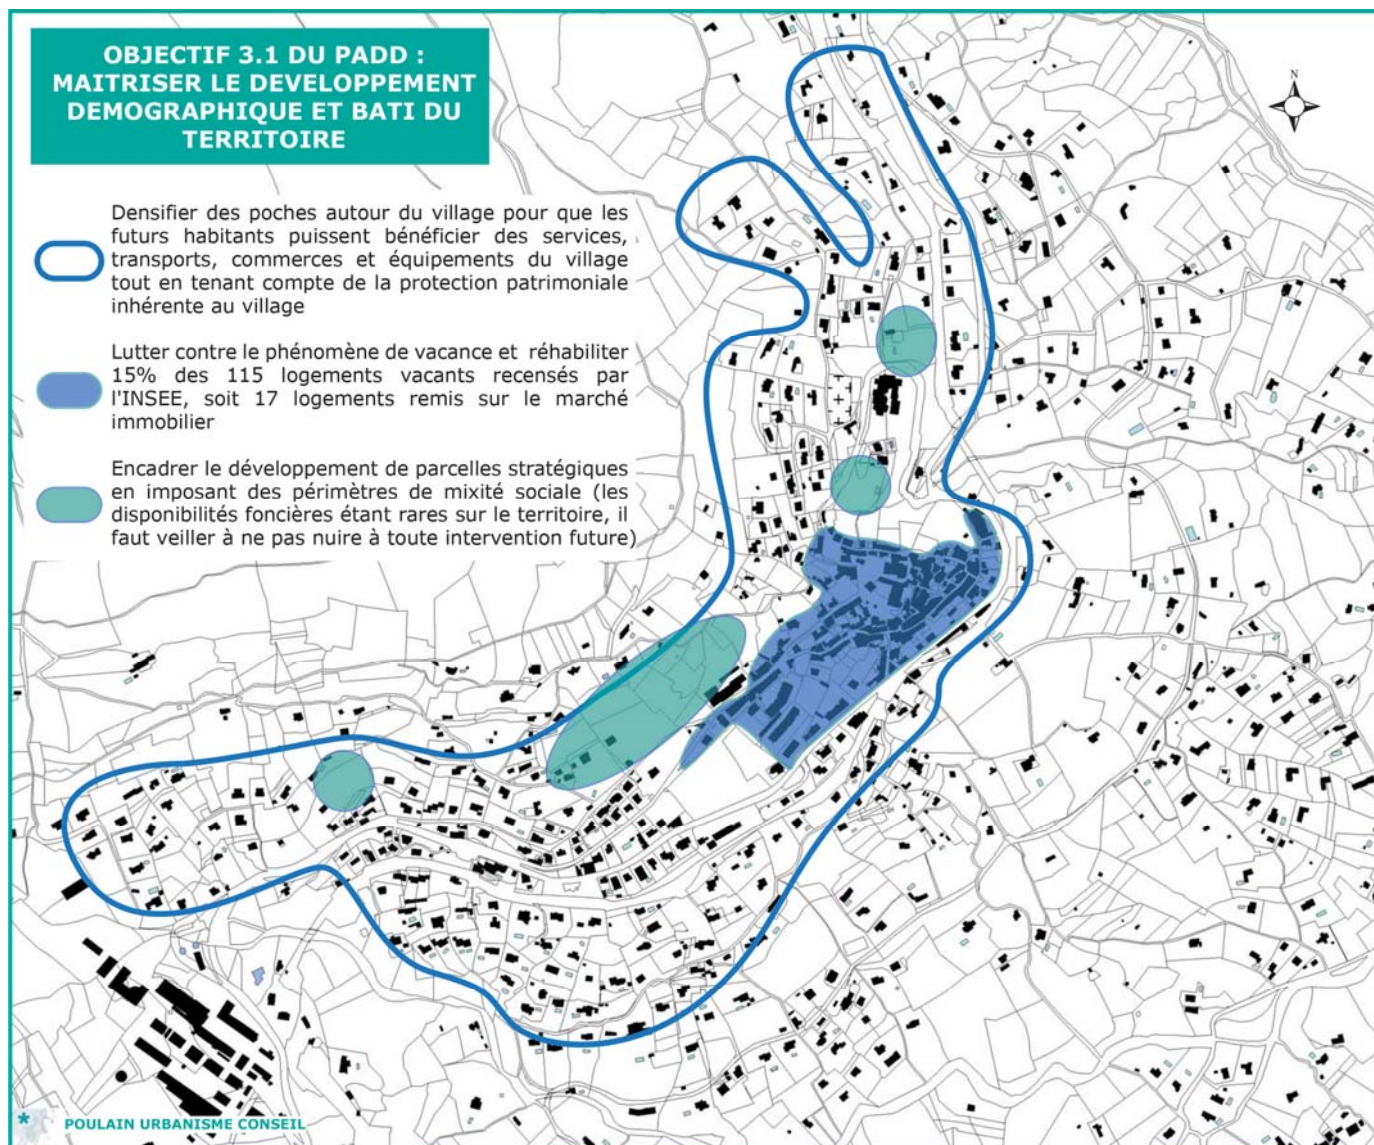 OBJECTIF 3.1 DU PADD :
MAITRISER LE DEVELOPPEMENT
DEMOGRAPHIQUE ET BATI DU
TERRITOIRE
N
Densifier des poches autour du village pour que les
futurs habitants puissent bénéficier des services,
transports, commerces et équipements du village
tout en tenant compte de la protection patrimoniale
inhérente au village
Lutter contre le phénomène de vacance et réhabiliter
15% des 115 logements vacants recensés par
l'INSEE, soit 17 logements remis sur le marché
immobilier
Encadrer le développement de parcelles stratégiques
en imposant des périmètres de mixité sociale (les
disponibilités foncières étant rares sur le territoire, il
faut veiller à ne pas nuire à toute intervention future)
* POULAIN URBANISME CONSEIL